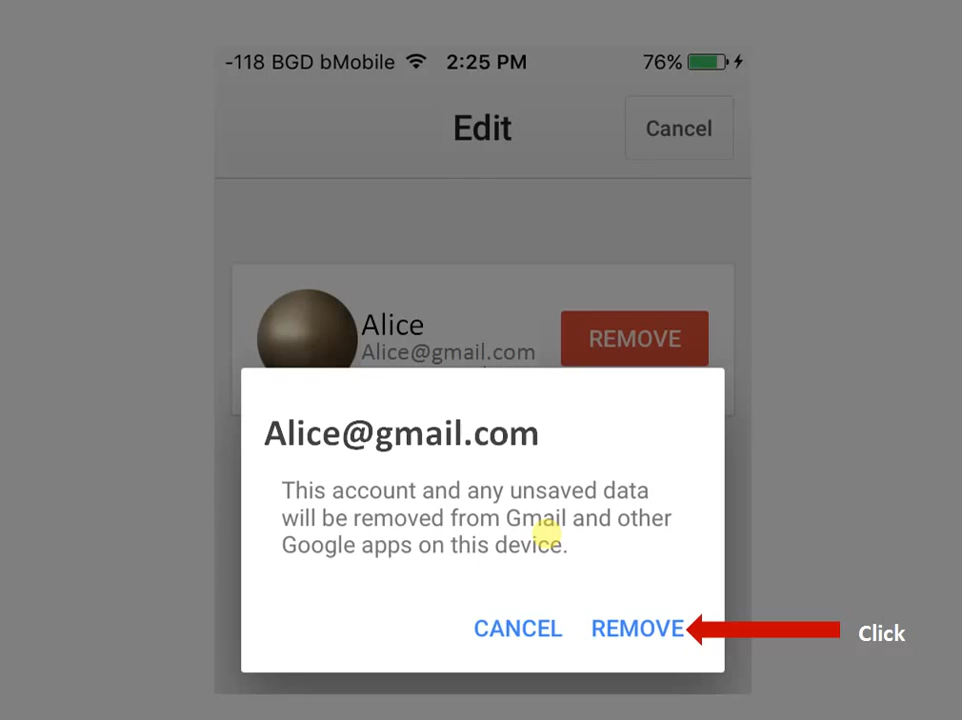 -118 BGD bMobile 2:25 PM 76%
Edit
Cancel
Alice
Alice@gmail.com
REMOVE
Alice@gmail.com
This account and any unsaved data
will be removed from Gmail and other
Google apps on this device.
CANCEL REMOVE
Click